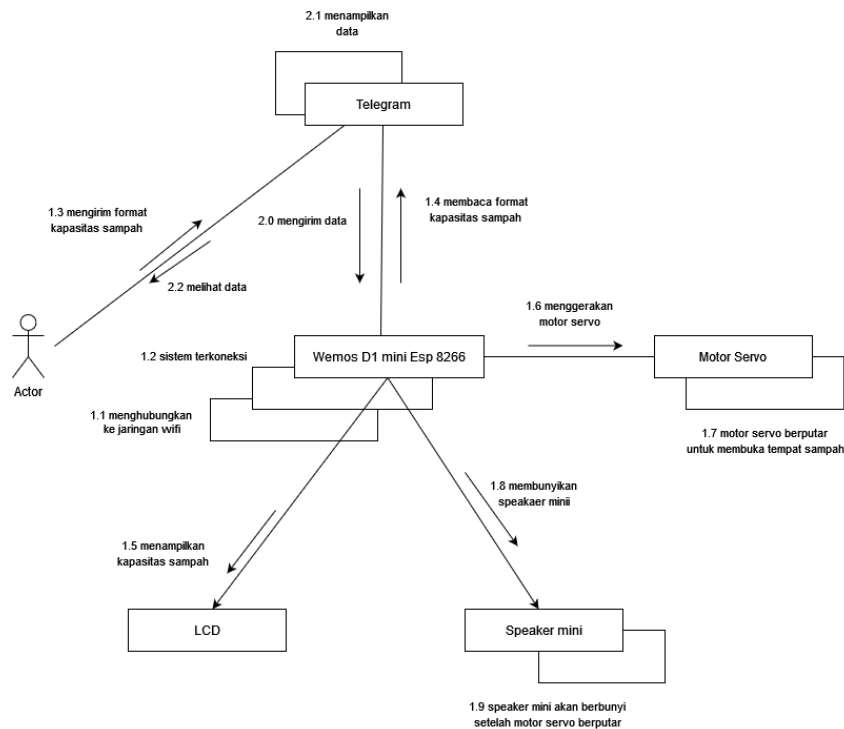 2.1 menampilkan
data
Telegram
1.3 mengirim format
kapasitas sampah
2.0 mengirim data
1.4 membaca format
kapasitas sampah
2.2 melihat data
1.6 menggerakan
motor servo
Actor
1.2 sistem terkoneksi
Wemos D1 mini Esp 8266
Motor Servo
1.1 menghubungkan
ke jaringan wifi
1.7 motor servo berputar
untuk membuka tempat sampah
1.8 membunyikan
speakaer minii
1.5 menampilkan
kapasitas sampah
LCD
Speaker mini
1.9 speaker mini akan berbunyi
setelah motor servo berputar